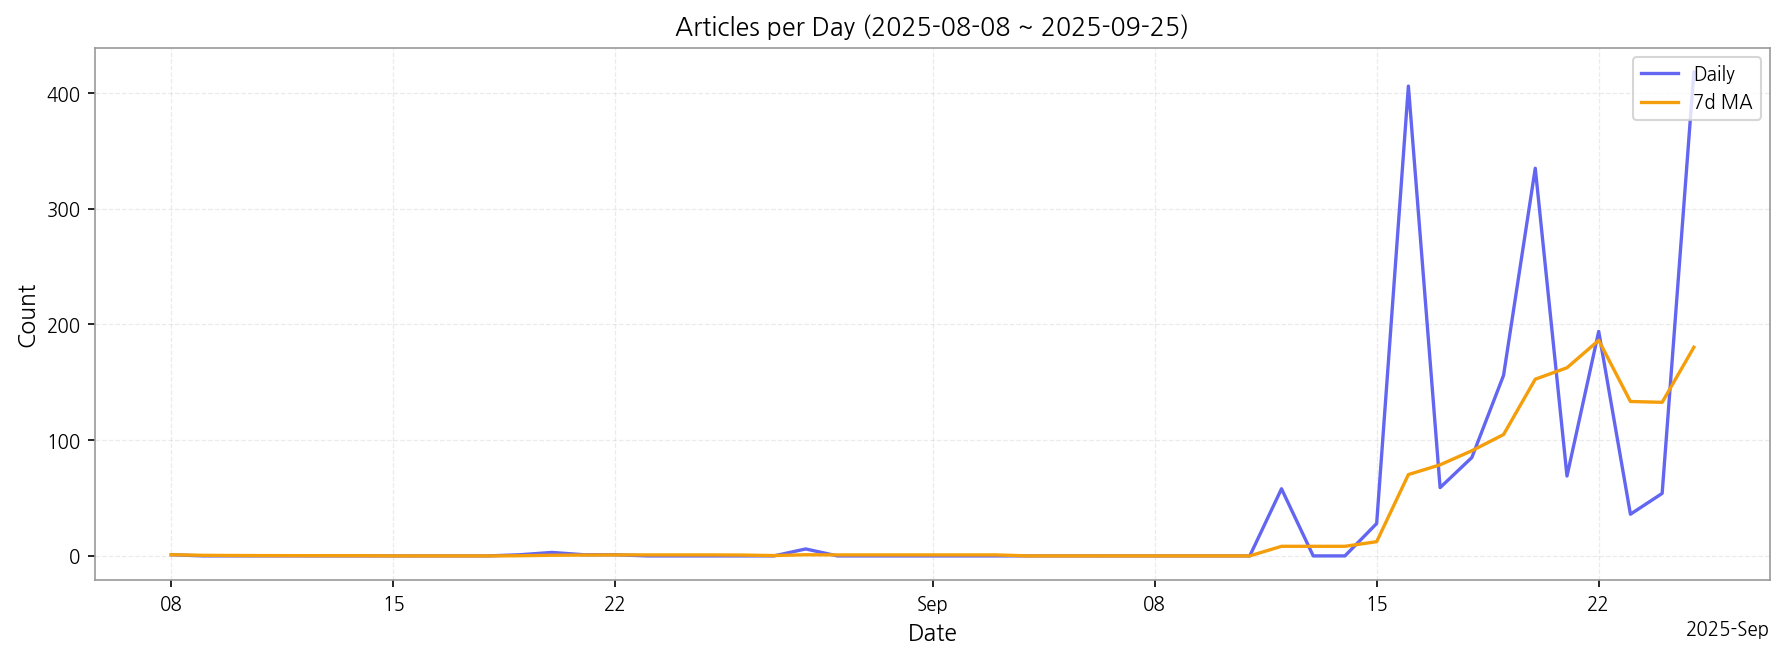 Articles per Day (2025-08-08 ~ 2025-09-25)
Daily
7d MA
400
300
200
100
0
Count
08 15 22 Sep 08 15 22
2025-Sep
Date